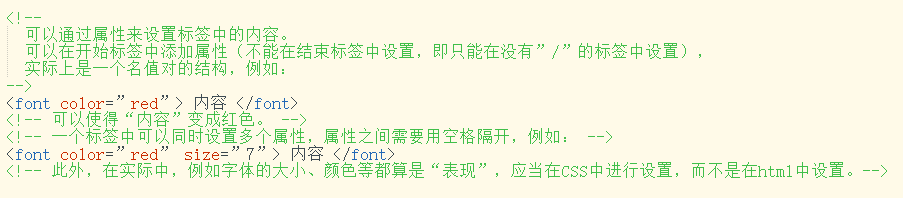 <!--
可以通过属性来设置标签中的内容。
可以在开始标签中添加属性（不能在结束标签中设置，即只能在没有”/”的标签中设置），
实际上是一个名值对的结构，例如：
-->
<font color=”red”> 内容 </font>
<!-- 可以使得“内容”变成红色。 -->
<!-- 一个标签中可以同时设置多个属性，属性之间需要用空格隔开，例如： -->
<font color=”red” size=”7”> 内容 </font>
<!-- 此外，在实际中，例如字体的大小、颜色等都算是“表现”，应当在CSS中进行设置，而不是在html中设置。-->